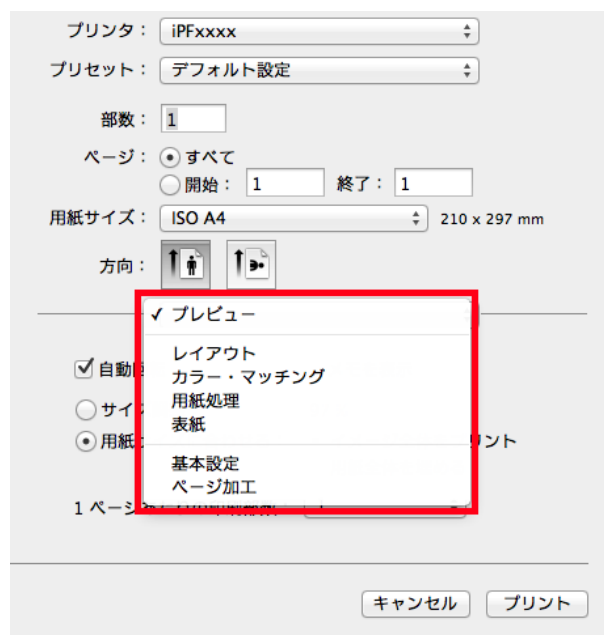 プリンタ： iPFxxxx
プリセット： デフォルト設定
部数： 1
ページ： すべて
開始： 1 終了： 1
用紙サイズ： ISO A4 210 x 297 mm
方向：
✓ プレビュー
レイアウト
自動
カラー・マッチング
用紙処理
サイ
表紙
用紙 リント
基本設定
ページ加工
1 ページ
キャンセル プリント